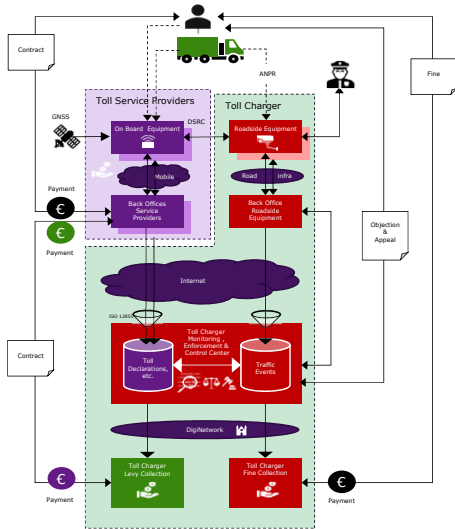 Contract
Fine
ANPR
Toll Service Providers
Toll Charger
GNSS
On Board Equipment
DSRC
Roadside Equipment
Mobile
Road infra
Payment
€
Back Offices
Service
Providers
Back Office
Roadside
Equipment
€
Payment
Objection
& Appeal
Internet
ISO 12855
Toll Charger
Monitoring ,
Enforcement &
Control Center
Contract
Toll
Declarations,
etc.
Traffic
Events
DigiNetwork
Toll Charger
Levy Collection
Toll Charger
Fine Collection
€
Payment
€
Payment